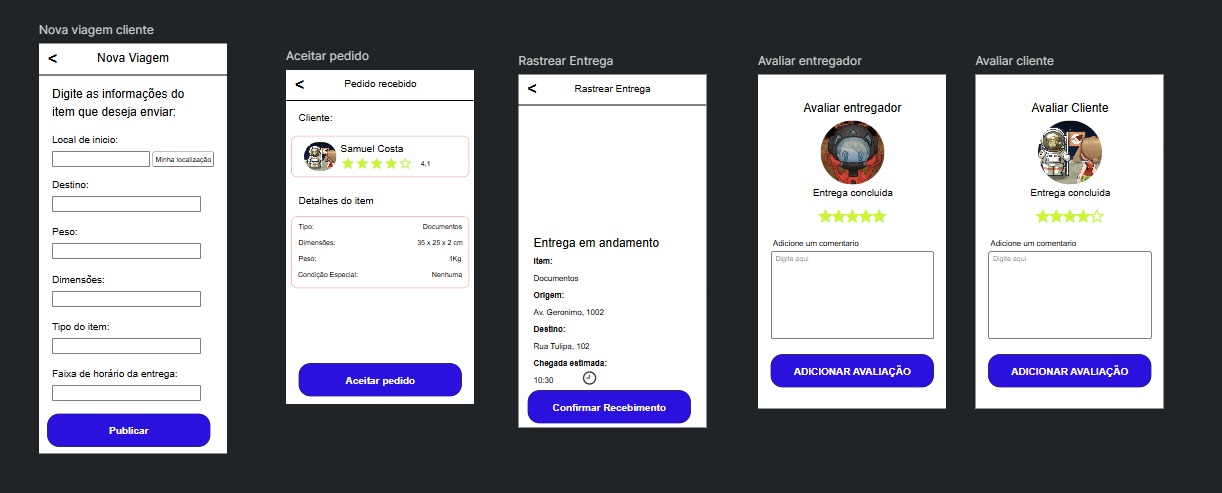 Nova viagem cliente
<
Nova Viagem
Digite as informações do
item que deseja enviar:
Local de inicio:
Minha localização
Destino:
Peso:
Dimensões:
Tipo do item:
Faixa de horário da entrega:
Publicar
Aceitar pedido
<
Pedido recebido
Cliente:
Samuel Costa
4,1
Detalhes do item
Tipo: Documentos
Dimensões: 35 x 25 x 2 cm
Peso: 1Kg
Condição Especial: Nenhuma
Aceitar pedido
Rastrear Entrega
<
Rastrear Entrega
Entrega em andamento
Item:
Documentos
Origem:
Av. Geronimo, 1002
Destino:
Rua Tulipa, 102
Chegada estimada:
10:30
Confirmar Recebimento
Avaliar entregador
Avaliar entregador
Entrega concluida
Adicione um comentario
Digite aqui
ADICIONAR AVALIAÇÃO
Avaliar cliente
Avaliar Cliente
Entrega concluida
Adicione um comentario
Digite aqui
ADICIONAR AVALIAÇÃO